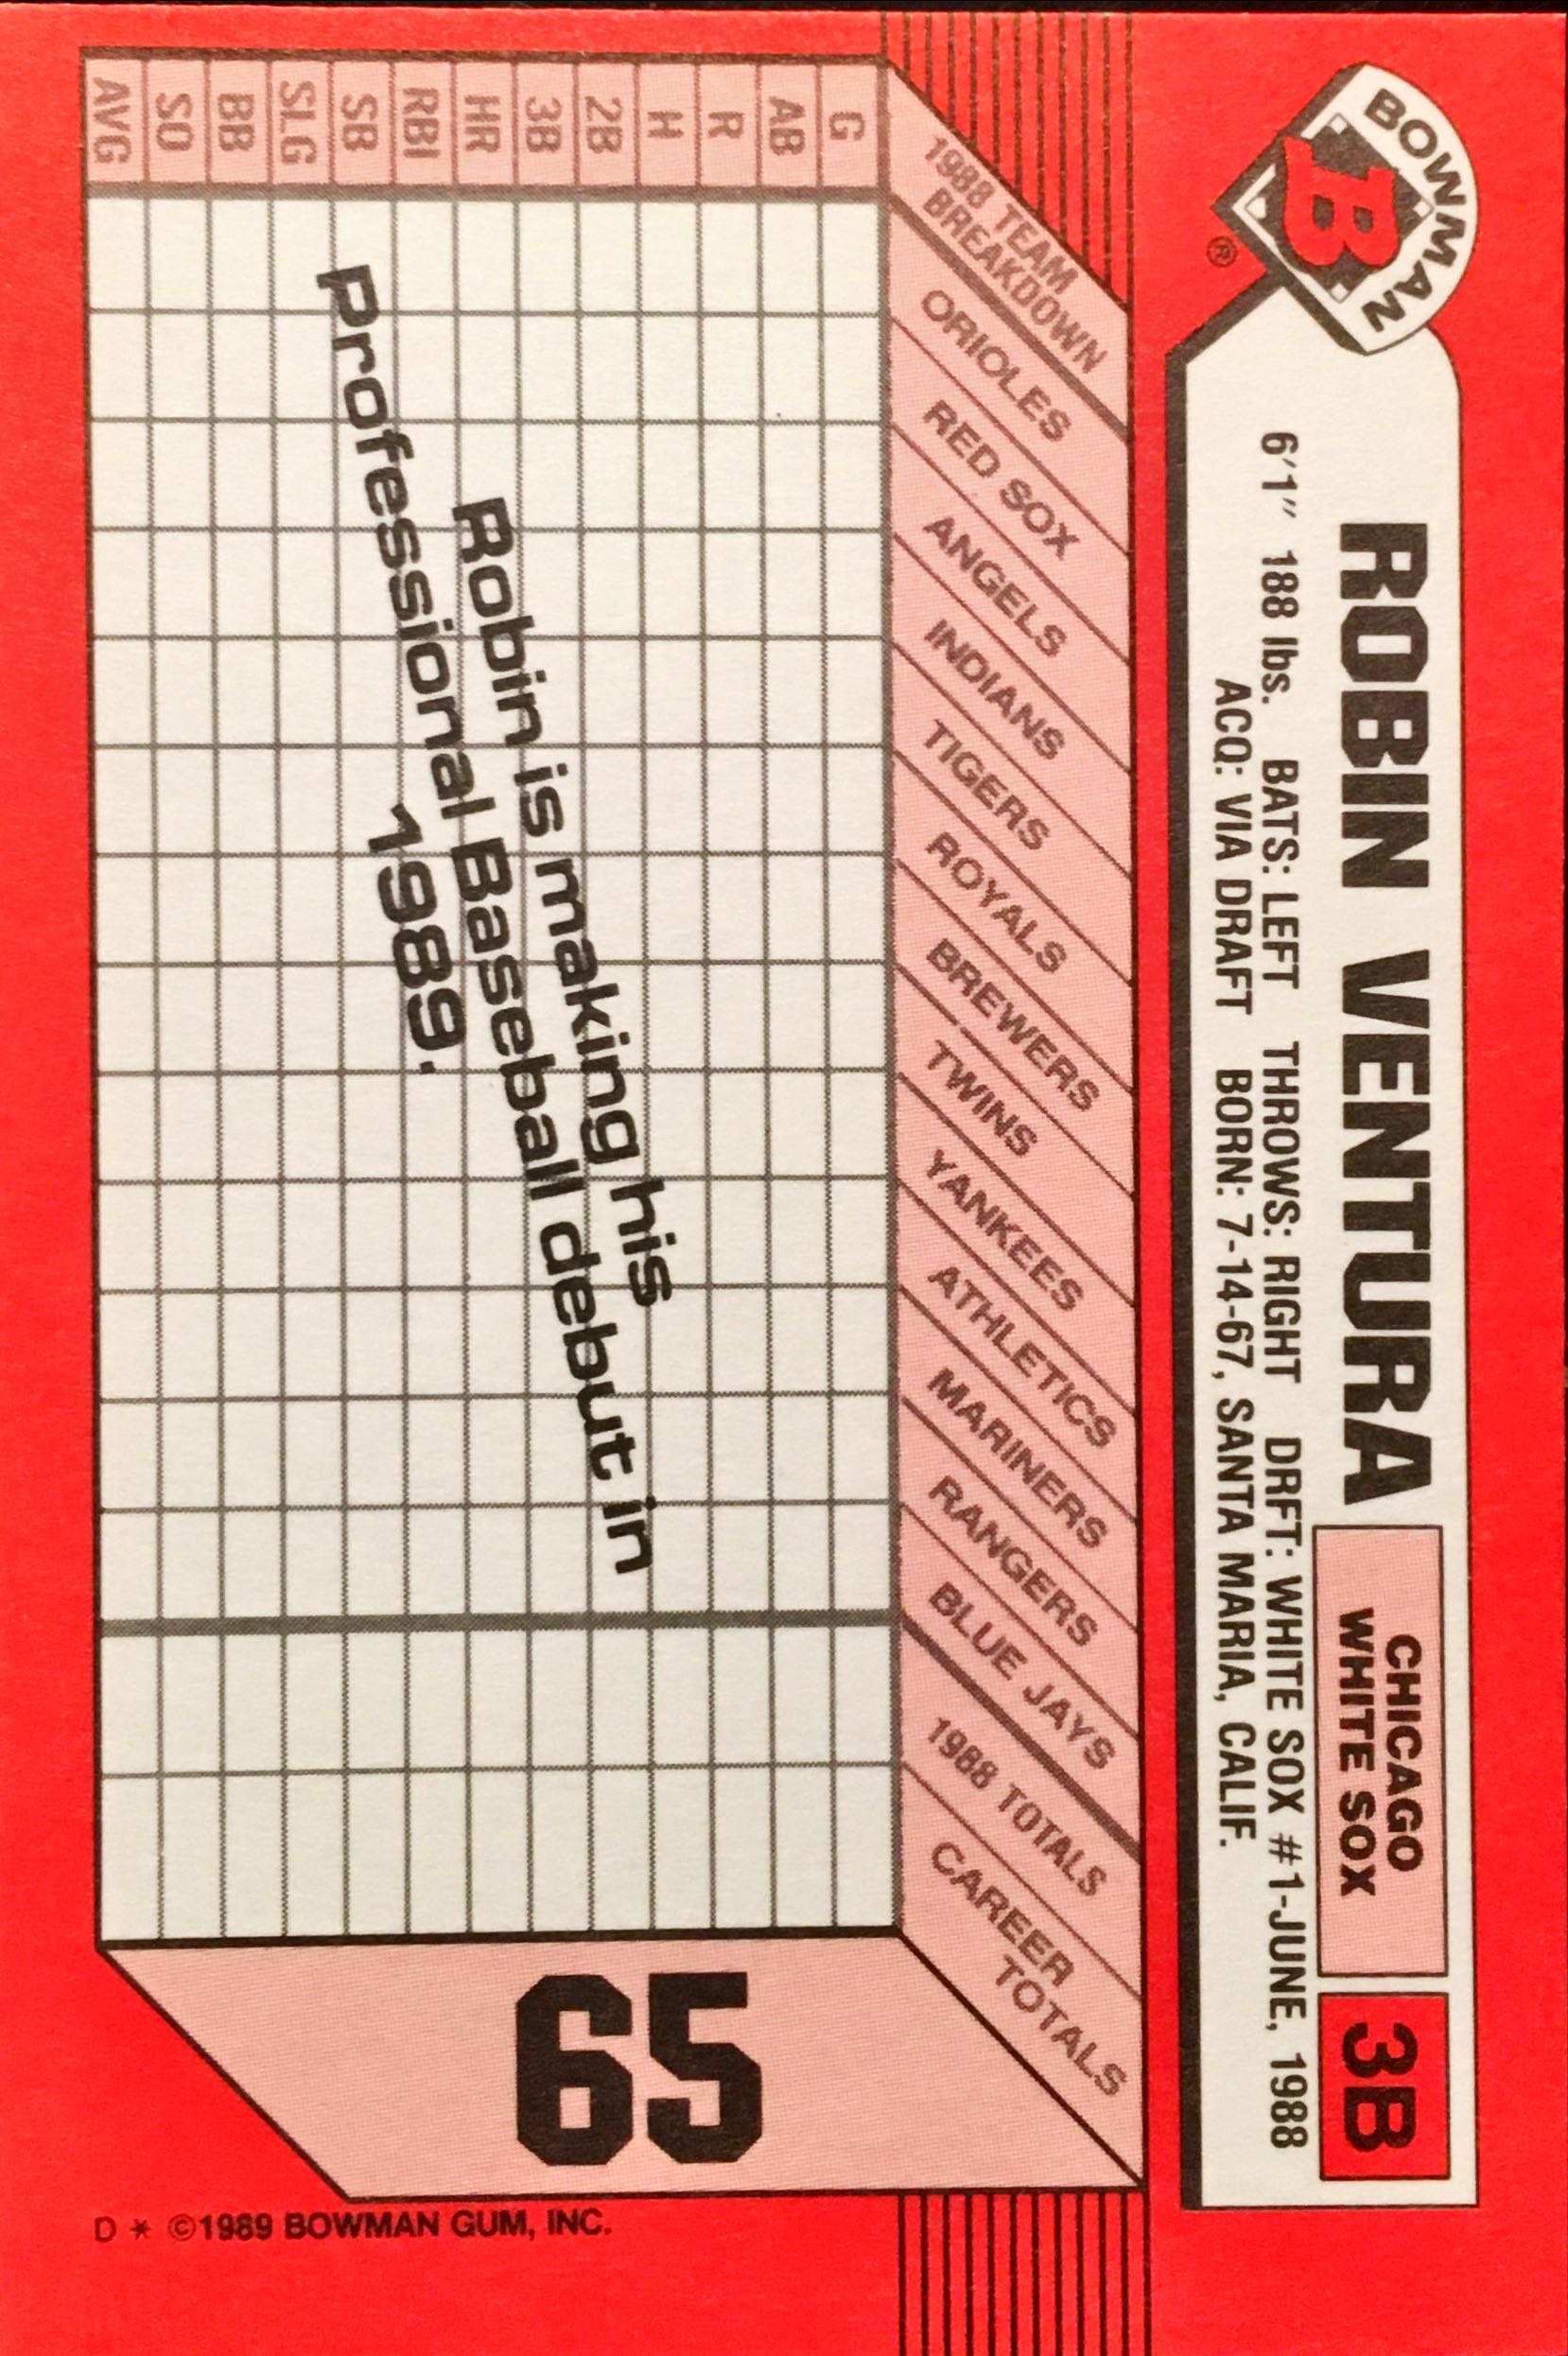 BOWMAN
B
®
ROBIN VENTURA
CHICAGO
WHITE SOX
3B
6'1" 188 lbs. BATS: LEFT THROWS: RIGHT DRFT: WHITE SOX #1-JUNE, 1988
ACQ: VIA DRAFT BORN: 7-14-67, SANTA MARIA, CALIF.
1988 TEAM
BREAKDOWN
ORIOLES
RED SOX
ANGELS
INDIANS
TIGERS
ROYALS
BREWERS
TWINS
YANKEES
ATHLETICS
MARINERS
RANGERS
BLUE JAYS
1988 TOTALS
CAREER
TOTALS
G
AB
R
H
2B
3B
HR
RBI
SB
SLG
BB
SO
AVG
Robin is making his
professional Baseball debut in
1989.
65
D * ©1989 BOWMAN GUM, INC.